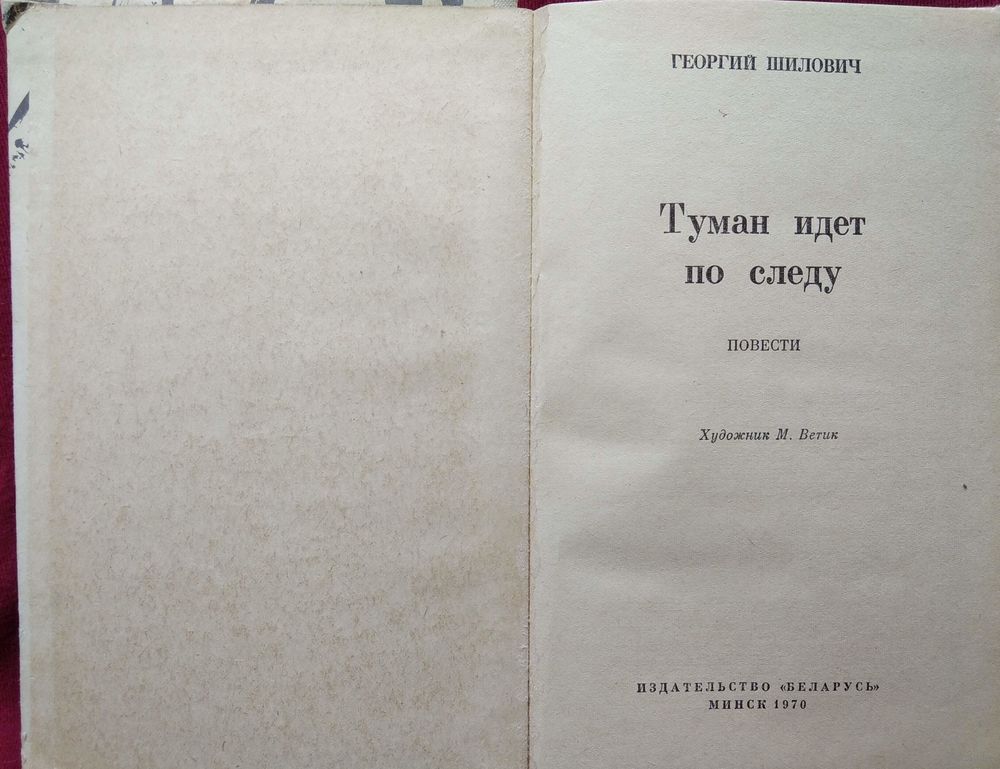 ГЕОРГИЙ ШИЛОВИЧ
Туман идет
по следу
ПОВЕСТИ
Художник М. Ветик
ИЗДАТЕЛЬСТВО «БЕЛАРУСЬ»
МИНСК 1970